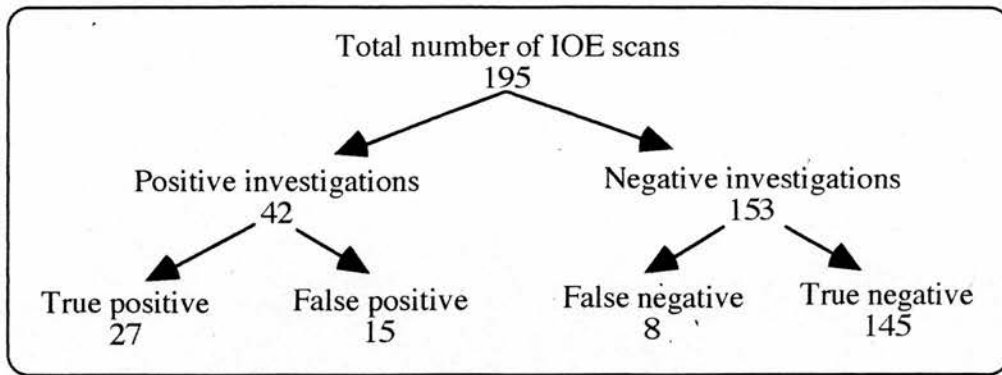 Total number of IOE scans
195
Positive investigations
Negative investigations
42
153
True positive
False positive
False negative
True negative
27
15
8
145